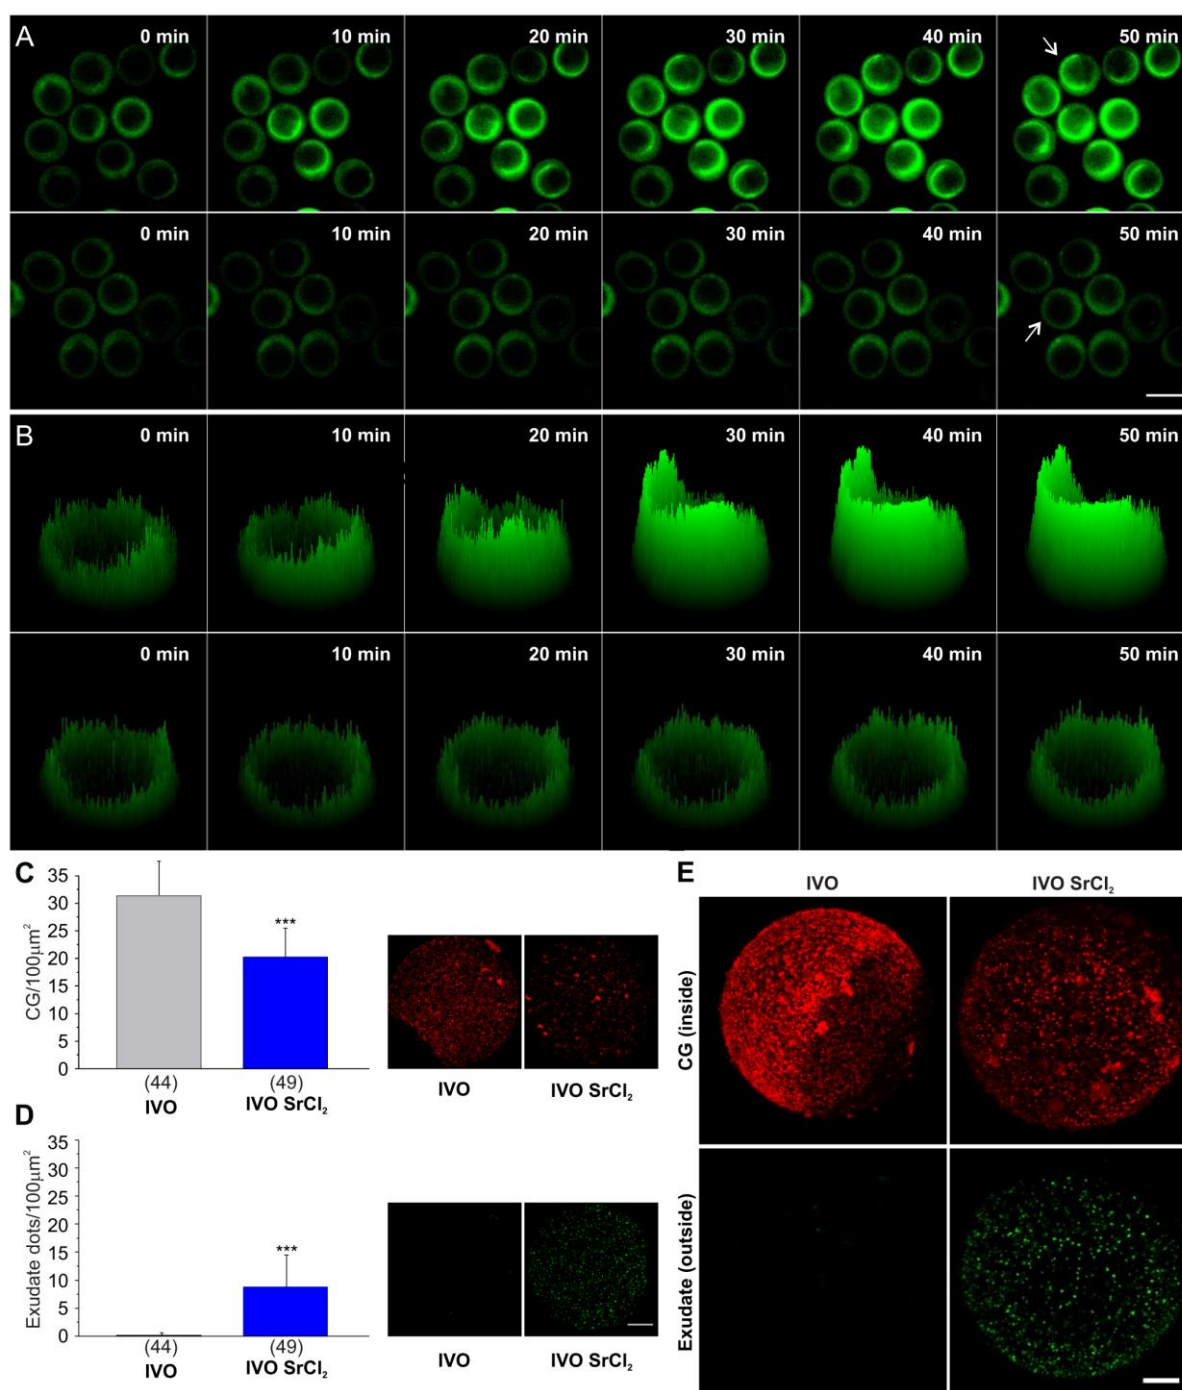 A
0 min 10 min 20 min 30 min 40 min 50 min
0 min 10 min 20 min 30 min 40 min 50 min
B
0 min 10 min 20 min 30 min 40 min 50 min
0 min 10 min 20 min 30 min 40 min 50 min
C
CG/100µm²
35
30
25
20
15
10
5
0
***
(44) (49)
IVO IVO SrCl₂
IVO IVO SrCl₂
D
Exudate dots/100µm²
35
30
25
20
15
10
5
0
***
(44) (49)
IVO IVO SrCl₂
IVO IVO SrCl₂
E
IVO IVO SrCl₂
CG (inside)
Exudate (outside)